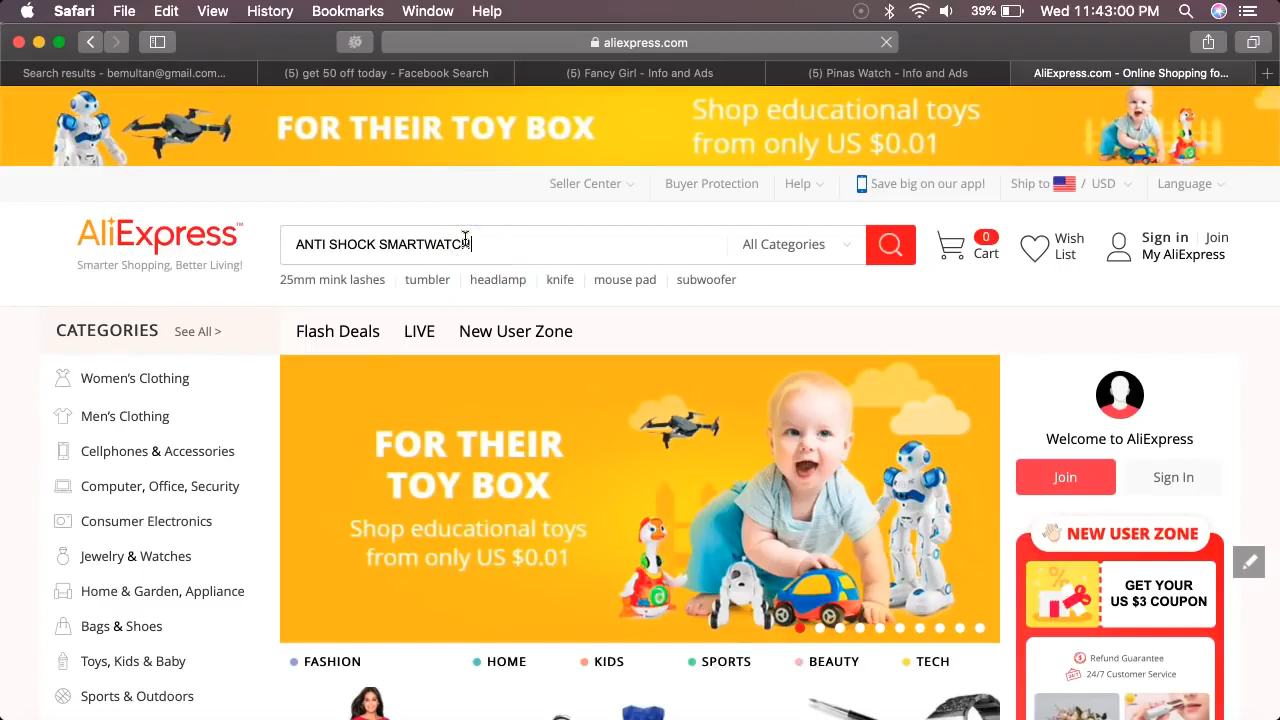 Safari File Edit View History Bookmarks Window Help 39% Wed 11:43:00 PM
aliexpress.com
Search results - bemultan@gmail.com... (5) get 50 off today - Facebook Search (5) Fancy Girl - Info and Ads (5) Pinas Watch - Info and Ads AliExpress.com - Online Shopping fo...
FOR THEIR TOY BOX
Shop educational toys
from only US $0.01
Seller Center Buyer Protection Help Save big on our app! Ship to / USD Language
AliExpress™
Smarter Shopping, Better Living!
ANTI SHOCK SMARTWATCH All Categories
0
Cart
Wish
List
Sign in Join
My AliExpress
25mm mink lashes tumbler headlamp knife mouse pad subwoofer
CATEGORIES See All >
Flash Deals LIVE New User Zone
Women's Clothing
Men's Clothing
Cellphones & Accessories
Computer, Office, Security
Consumer Electronics
Jewelry & Watches
Home & Garden, Appliance
Bags & Shoes
Toys, Kids & Baby
Sports & Outdoors
FOR THEIR
TOY BOX
Shop educational toys
from only US $0.01
Welcome to AliExpress
Join Sign In
NEW USER ZONE
GET YOUR
US $3 COUPON
Refund Guarantee
24/7 Customer Service
FASHION HOME KIDS SPORTS BEAUTY TECH